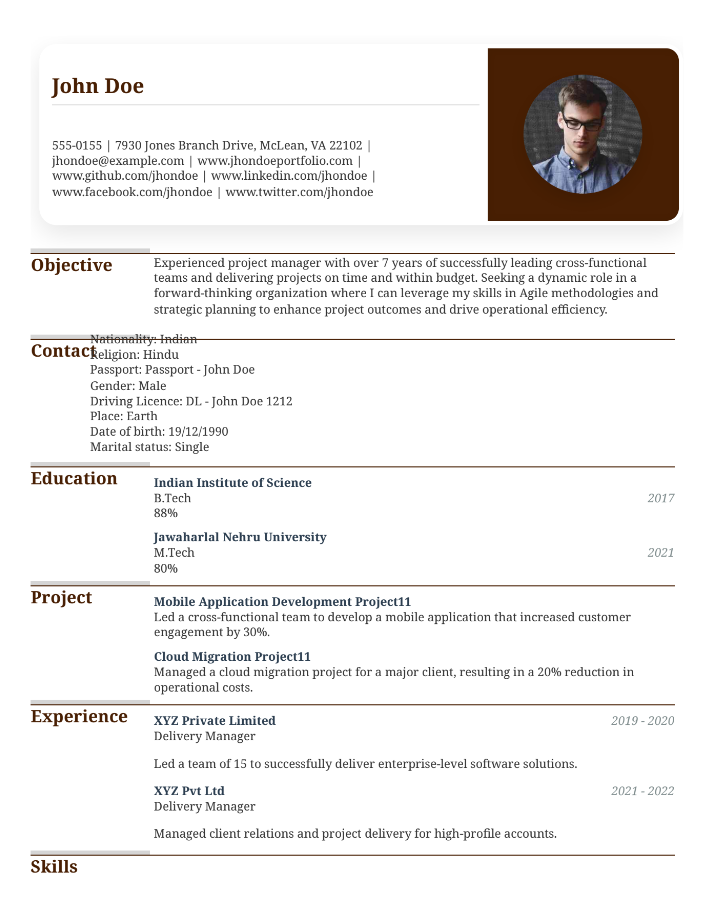 John Doe
555-0155 | 7930 Jones Branch Drive, McLean, VA 22102 |
jhondoe@example.com | www.jhondoeportfolio.com |
www.github.com/jhondoe | www.linkedin.com/jhondoe |
www.facebook.com/jhondoe | www.twitter.com/jhondoe
Objective
Experienced project manager with over 7 years of successfully leading cross-functional
teams and delivering projects on time and within budget. Seeking a dynamic role in a
forward-thinking organization where I can leverage my skills in Agile methodologies and
strategic planning to enhance project outcomes and drive operational efficiency.
Contact
Nationality: Indian
Religion: Hindu
Passport: Passport - John Doe
Gender: Male
Driving Licence: DL - John Doe 1212
Place: Earth
Date of birth: 19/12/1990
Marital status: Single
Education
Indian Institute of Science
B.Tech 2017
88%
Jawaharlal Nehru University
M.Tech 2021
80%
Project
Mobile Application Development Project11
Led a cross-functional team to develop a mobile application that increased customer
engagement by 30%.
Cloud Migration Project11
Managed a cloud migration project for a major client, resulting in a 20% reduction in
operational costs.
Experience
XYZ Private Limited 2019 - 2020
Delivery Manager
Led a team of 15 to successfully deliver enterprise-level software solutions.
XYZ Pvt Ltd 2021 - 2022
Delivery Manager
Managed client relations and project delivery for high-profile accounts.
Skills